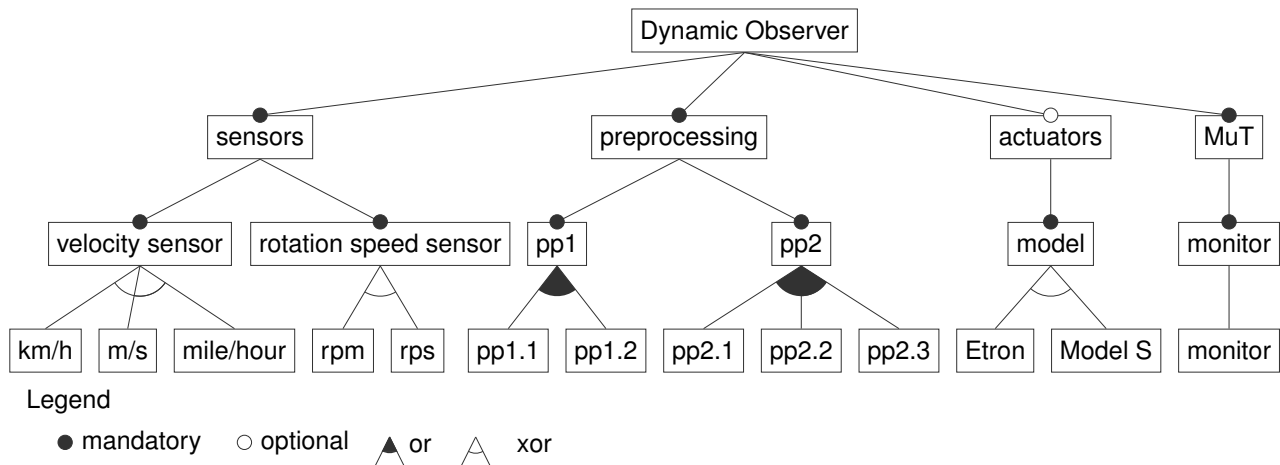 Dynamic Observer
sensors preprocessing actuators MuT
velocity sensor rotation speed sensor pp1 pp2 model monitor
km/h m/s mile/hour rpm rps pp1.1 pp1.2 pp2.1 pp2.2 pp2.3 Etron Model S monitor
Legend
mandatory optional or xor